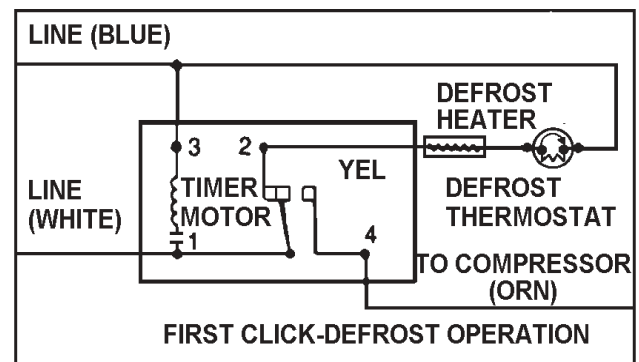 LINE (BLUE)
DEFROST
HEATER
3
2
YEL
LINE
(WHITE)
TIMER
MOTOR
DEFROST
THERMOSTAT
1
4
TO COMPRESSOR
(ORN)
FIRST CLICK-DEFROST OPERATION